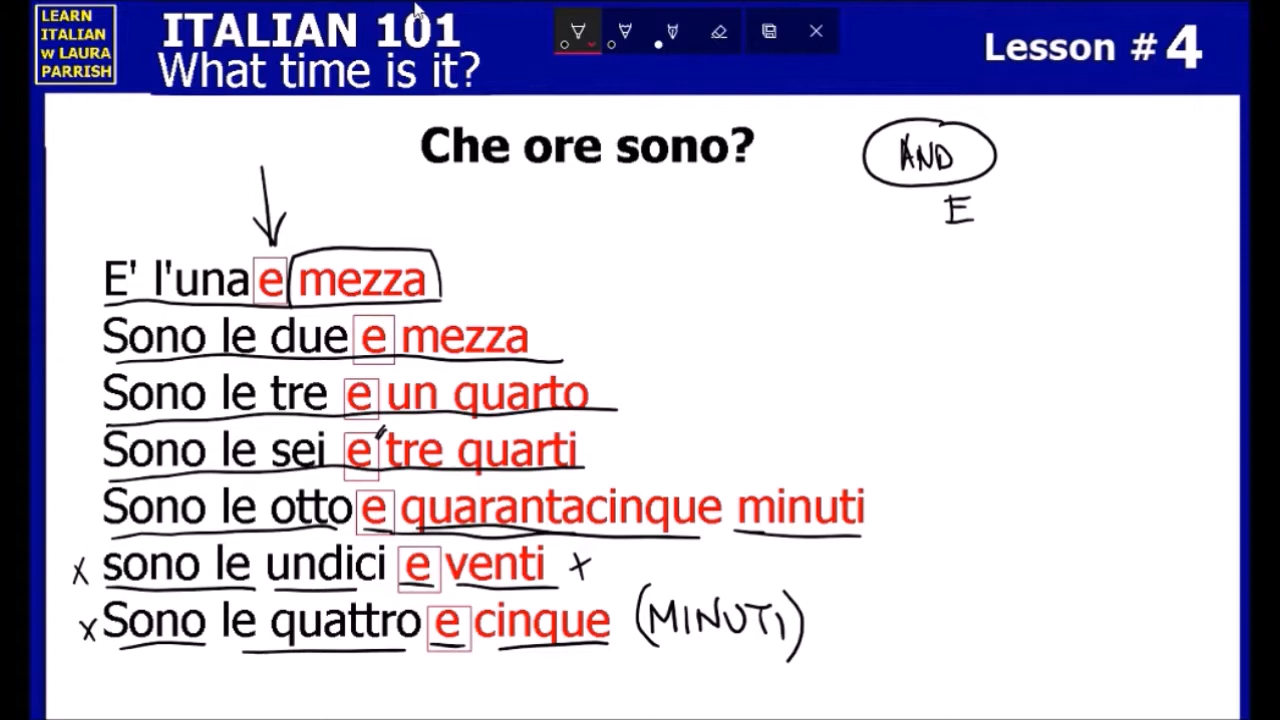 LEARN
ITALIAN
w LAURA
PARRISH
ITALIAN 101
What time is it?
Lesson # 4
Che ore sono?
AND
E
E' l'una e mezza
Sono le due e mezza
Sono le tre e un quarto
Sono le sei e tre quarti
Sono le otto e quarantacinque minuti
x sono le undici e venti x
x Sono le quattro e cinque (MINUTI)